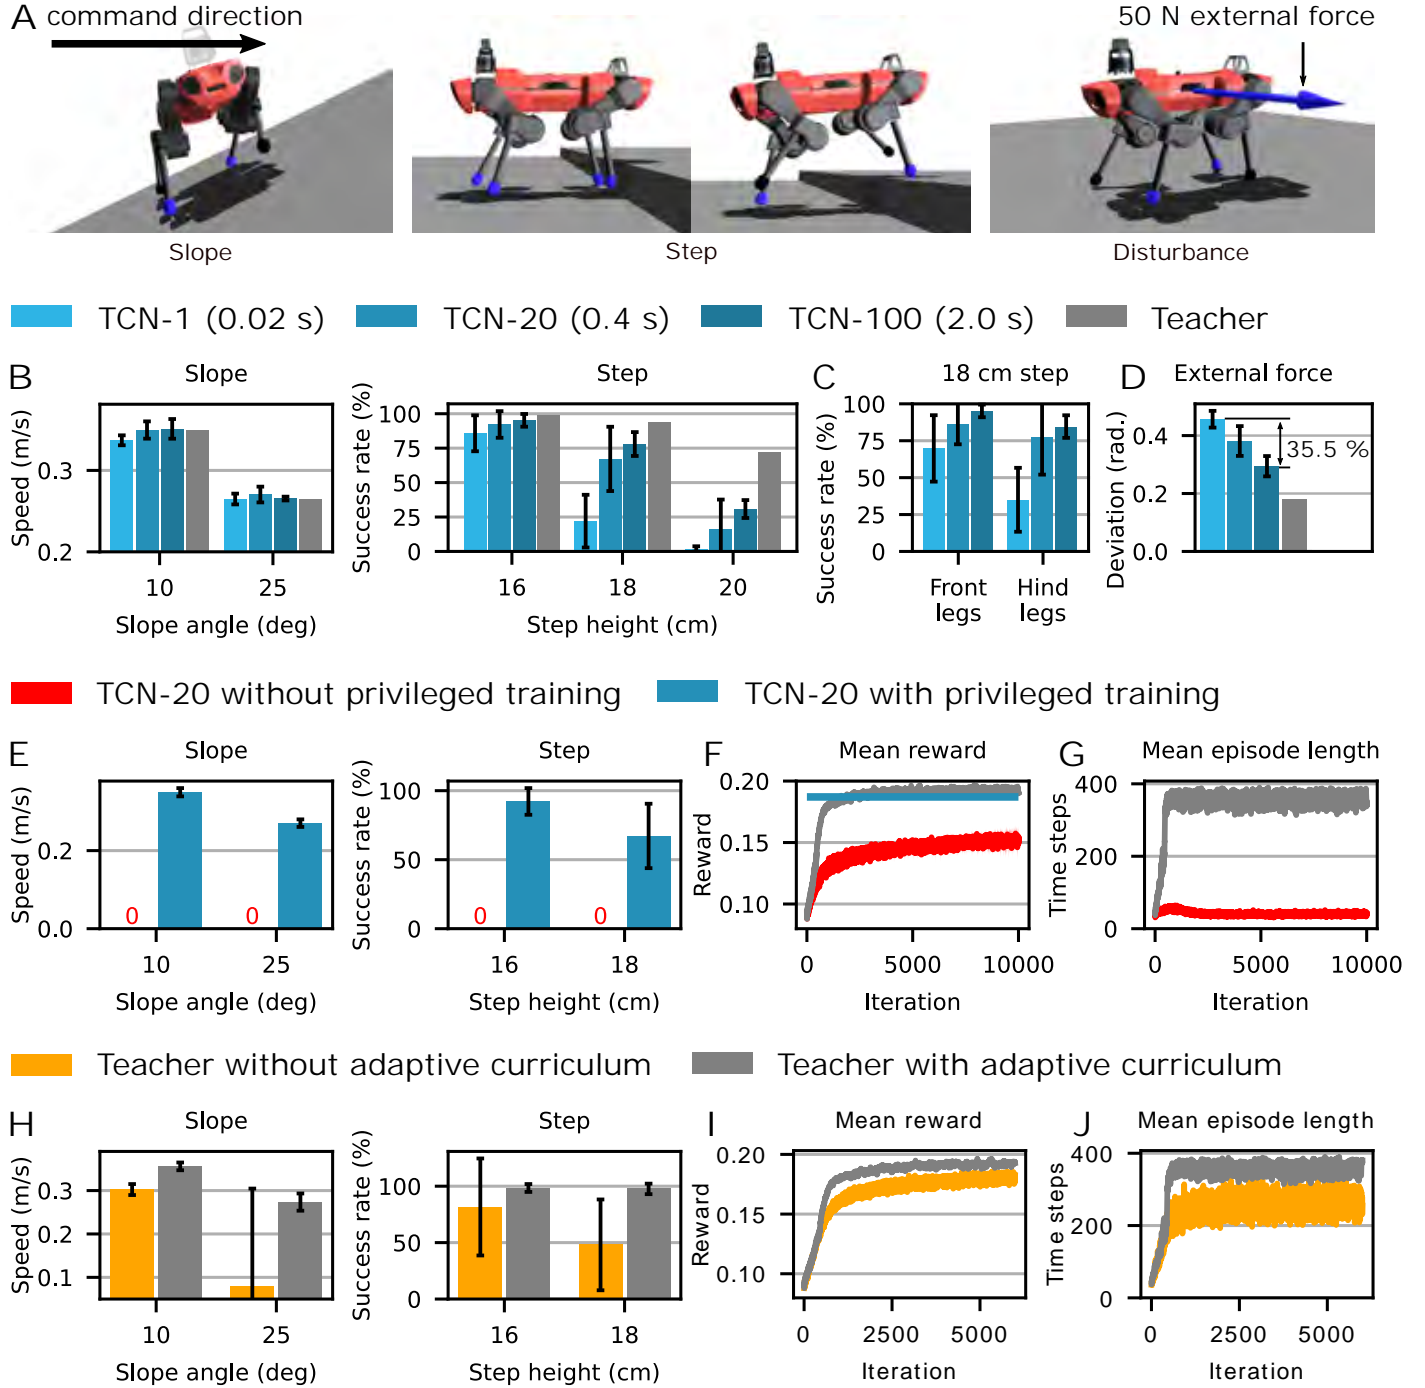 A command direction 50 N external force
Slope Step Disturbance
TCN-1 (0.02 s) TCN-20 (0.4 s) TCN-100 (2.0 s) Teacher
B Slope
Speed (m/s)
0.3
0.2
10 25
Slope angle (deg)
Step
Success rate (%)
100
75
50
25
0
16 18 20
Step height (cm)
C 18 cm step
Success rate (%)
100
75
50
25
0
Front Hind
legs legs
D External force
Deviation (rad.)
0.4
35.5 %
0.2
0.0
TCN-20 without privileged training TCN-20 with privileged training
E Slope
Speed (m/s)
0.2
0 0
0.0
10 25
Slope angle (deg)
Step
Success rate (%)
100
50
0 0
0
16 18
Step height (cm)
F Mean reward
Reward
0.20
0.15
0.10
0 5000 10000
Iteration
G Mean episode length
Time steps
400
200
0
0 5000 10000
Iteration
Teacher without adaptive curriculum Teacher with adaptive curriculum
H Slope
Speed (m/s)
0.3
0.2
0.1
10 25
Slope angle (deg)
Step
Success rate (%)
100
50
0
16 18
Step height (cm)
I Mean reward
Reward
0.20
0.15
0.10
0 2500 5000
Iteration
J Mean episode length
Time steps
400
200
0
0 2500 5000
Iteration